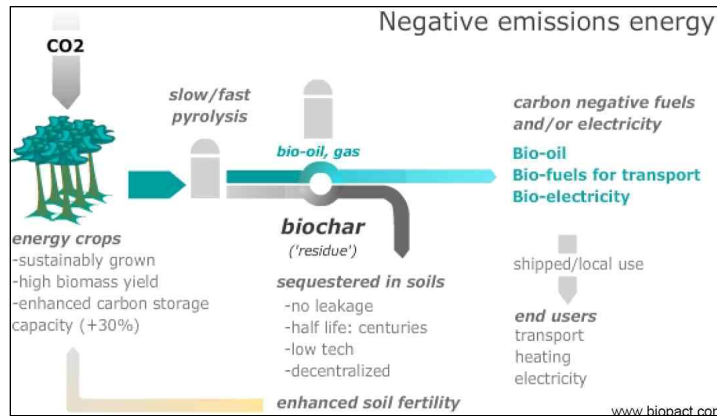 Negative emissions energy
CO2
slow/fast
pyrolysis
bio-oil, gas
carbon negative fuels
and/or electricity
Bio-oil
Bio-fuels for transport
Bio-electricity
biochar
('residue')
energy crops
-sustainably grown
-high biomass yield
-enhanced carbon storage
capacity (+30%)
sequestered in soils
-no leakage
-half life: centuries
-low tech
-decentralized
shipped/local use
end users
transport
heating
electricity
enhanced soil fertility
www.biopact.com